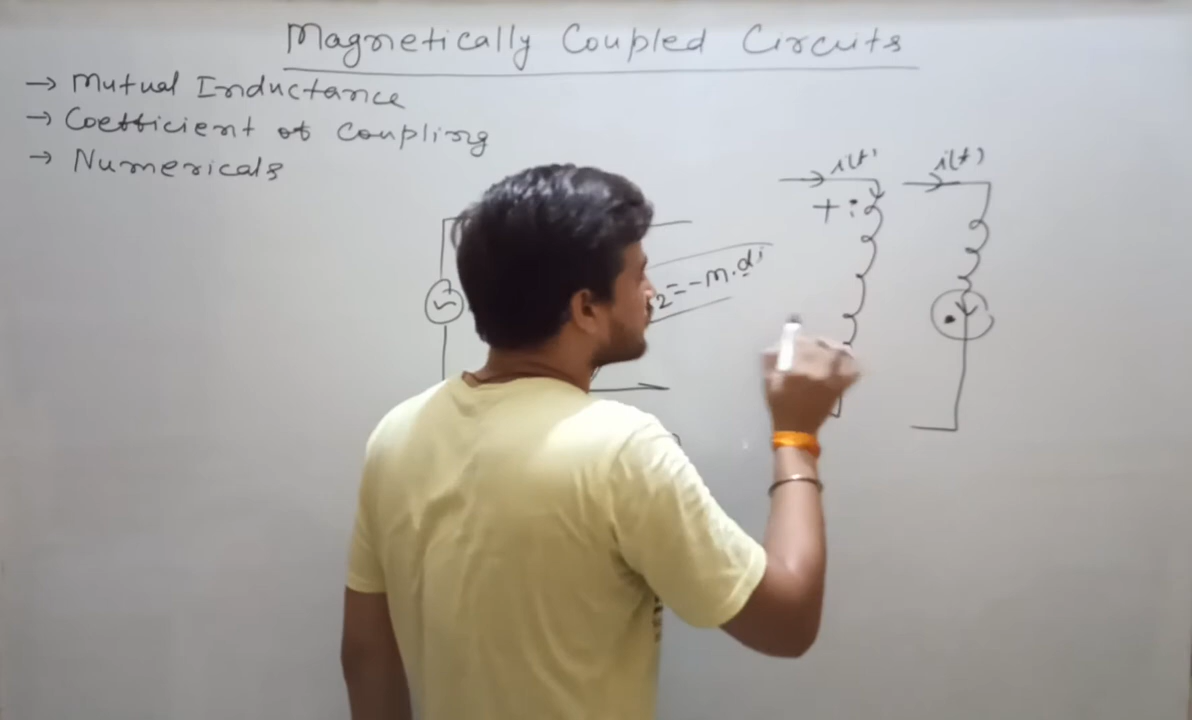 Magnetically Coupled Circuits
→ Mutual Inductance
→ Coefficient of Coupling
→ Numericals
i(t) i(t)
+
2 = -M. di